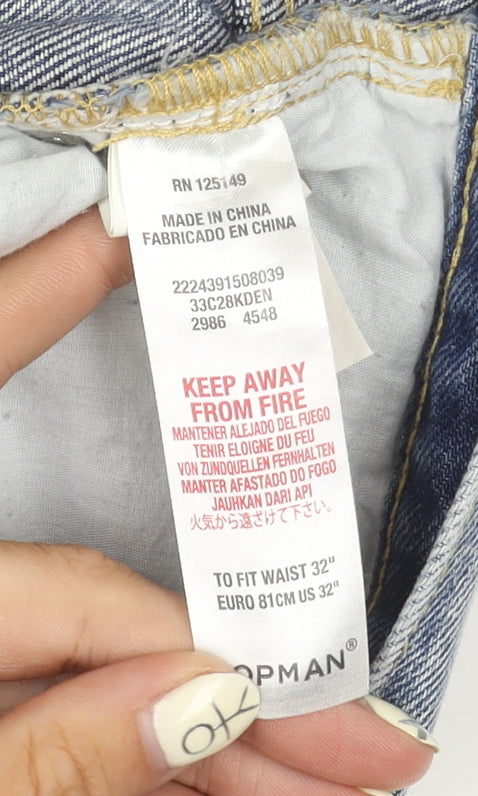 RN 125149
MADE IN CHINA
FABRICADO EN CHINA
2224391508039
33C28KDEN
2986 4548
KEEP AWAY
FROM FIRE
MANTENER ALEJADO DEL FUEGO
TENIR ELOIGNE DU FEU
VON ZUNDQUELLEN FERNHALTEN
MANTER AFASTADO DO FOGO
JAUHKAN DARI API
火気から遠ざけて下さい。
TO FIT WAIST 32"
EURO 81CM US 32"
OPMAN®
OK